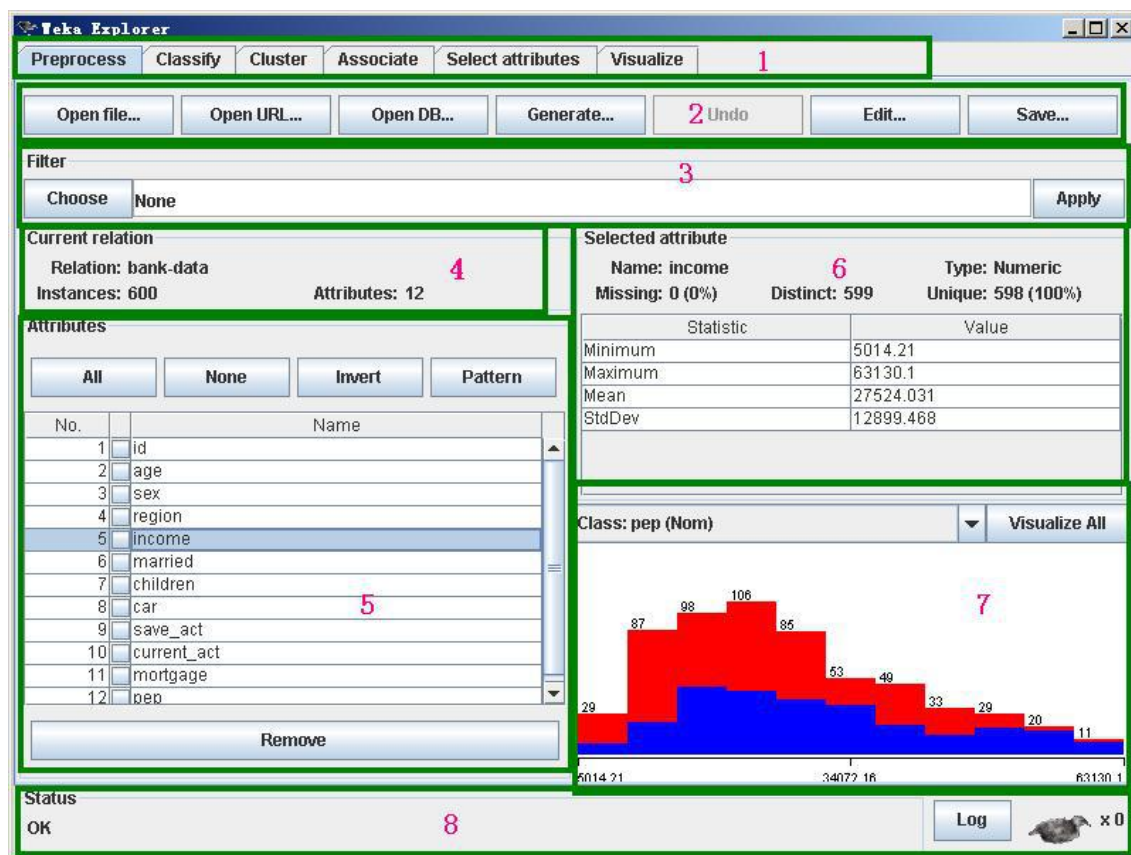 Weka Explorer
Preprocess Classify Cluster Associate Select attributes Visualize 1
Open file... Open URL... Open DB... Generate... 2 Undo Edit... Save...
Filter
3
Choose None Apply
Current relation
Relation: bank-data
4
Instances: 600 Attributes: 12
Selected attribute
Name: income 6 Type: Numeric
Missing: 0 (0%) Distinct: 599 Unique: 598 (100%)
Statistic Value
Minimum 5014.21
Maximum 63130.1
Mean 27524.031
StdDev 12899.468
Attributes
All None Invert Pattern
No. Name
1 id
2 age
3 sex
4 region
5 income
6 married
7 children
8 car
5
9 save_act
10 current_act
11 mortgage
12 pep
Remove
Class: pep (Nom) Visualize All
7
29 87 98 106 85 53 49 33 29 20 11
5014.21 34072.16 63130.1
Status
OK
8
Log x 0